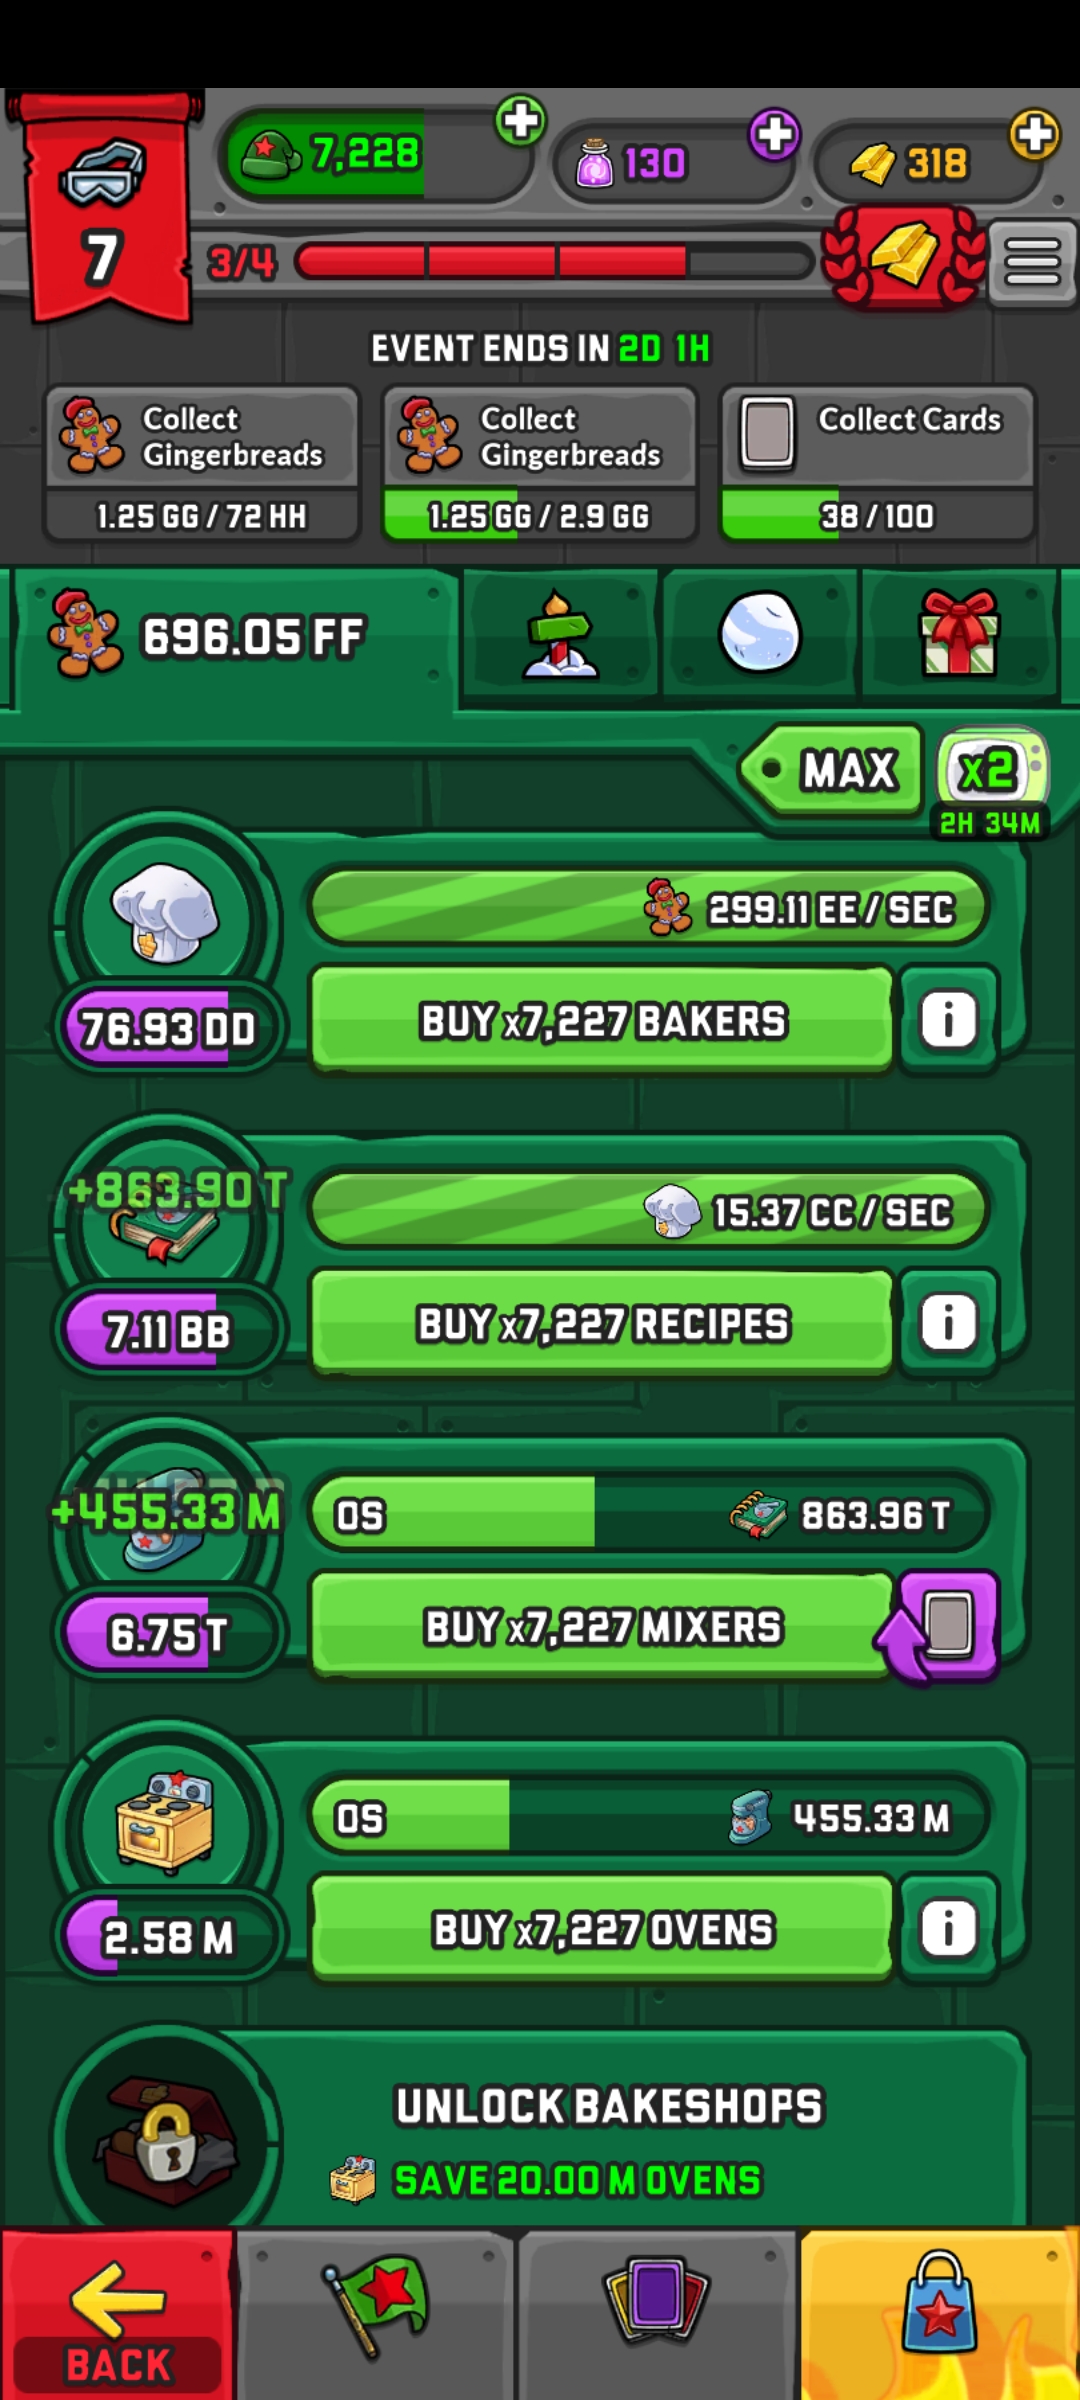 7,228
130
318
7
3/4
EVENT ENDS IN 2D 1H
Collect
Gingerbreads
1.25 GG / 72 HH
Collect
Gingerbreads
1.25 GG / 2.9 GG
Collect Cards
38 / 100
696.05 FF
MAX
x2
2H 34M
299.11 EE / SEC
76.93 DD
BUY x7,227 BAKERS
i
+863.90 T
15.37 CC / SEC
7.11 BB
BUY x7,227 RECIPES
i
+455.33 M
0S
863.96 T
6.75 T
BUY x7,227 MIXERS
0S
455.33 M
2.58 M
BUY x7,227 OVENS
i
UNLOCK BAKESHOPS
SAVE 20.00 M OVENS
BACK